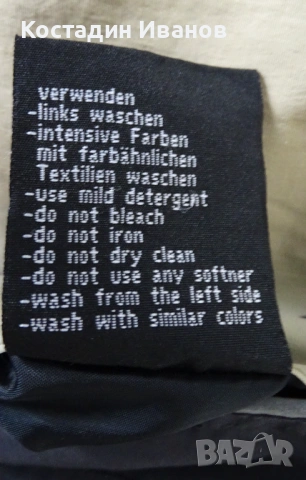 Костадин Иванов
verwenden
-links waschen
-intensive Farben
mit farbähnlichen
Textilien waschen
-use mild detergent
-do not bleach
-do not iron
-do not dry clean
-do not use any softner
-wash from the left side
-wash with similar colors
BAZAR